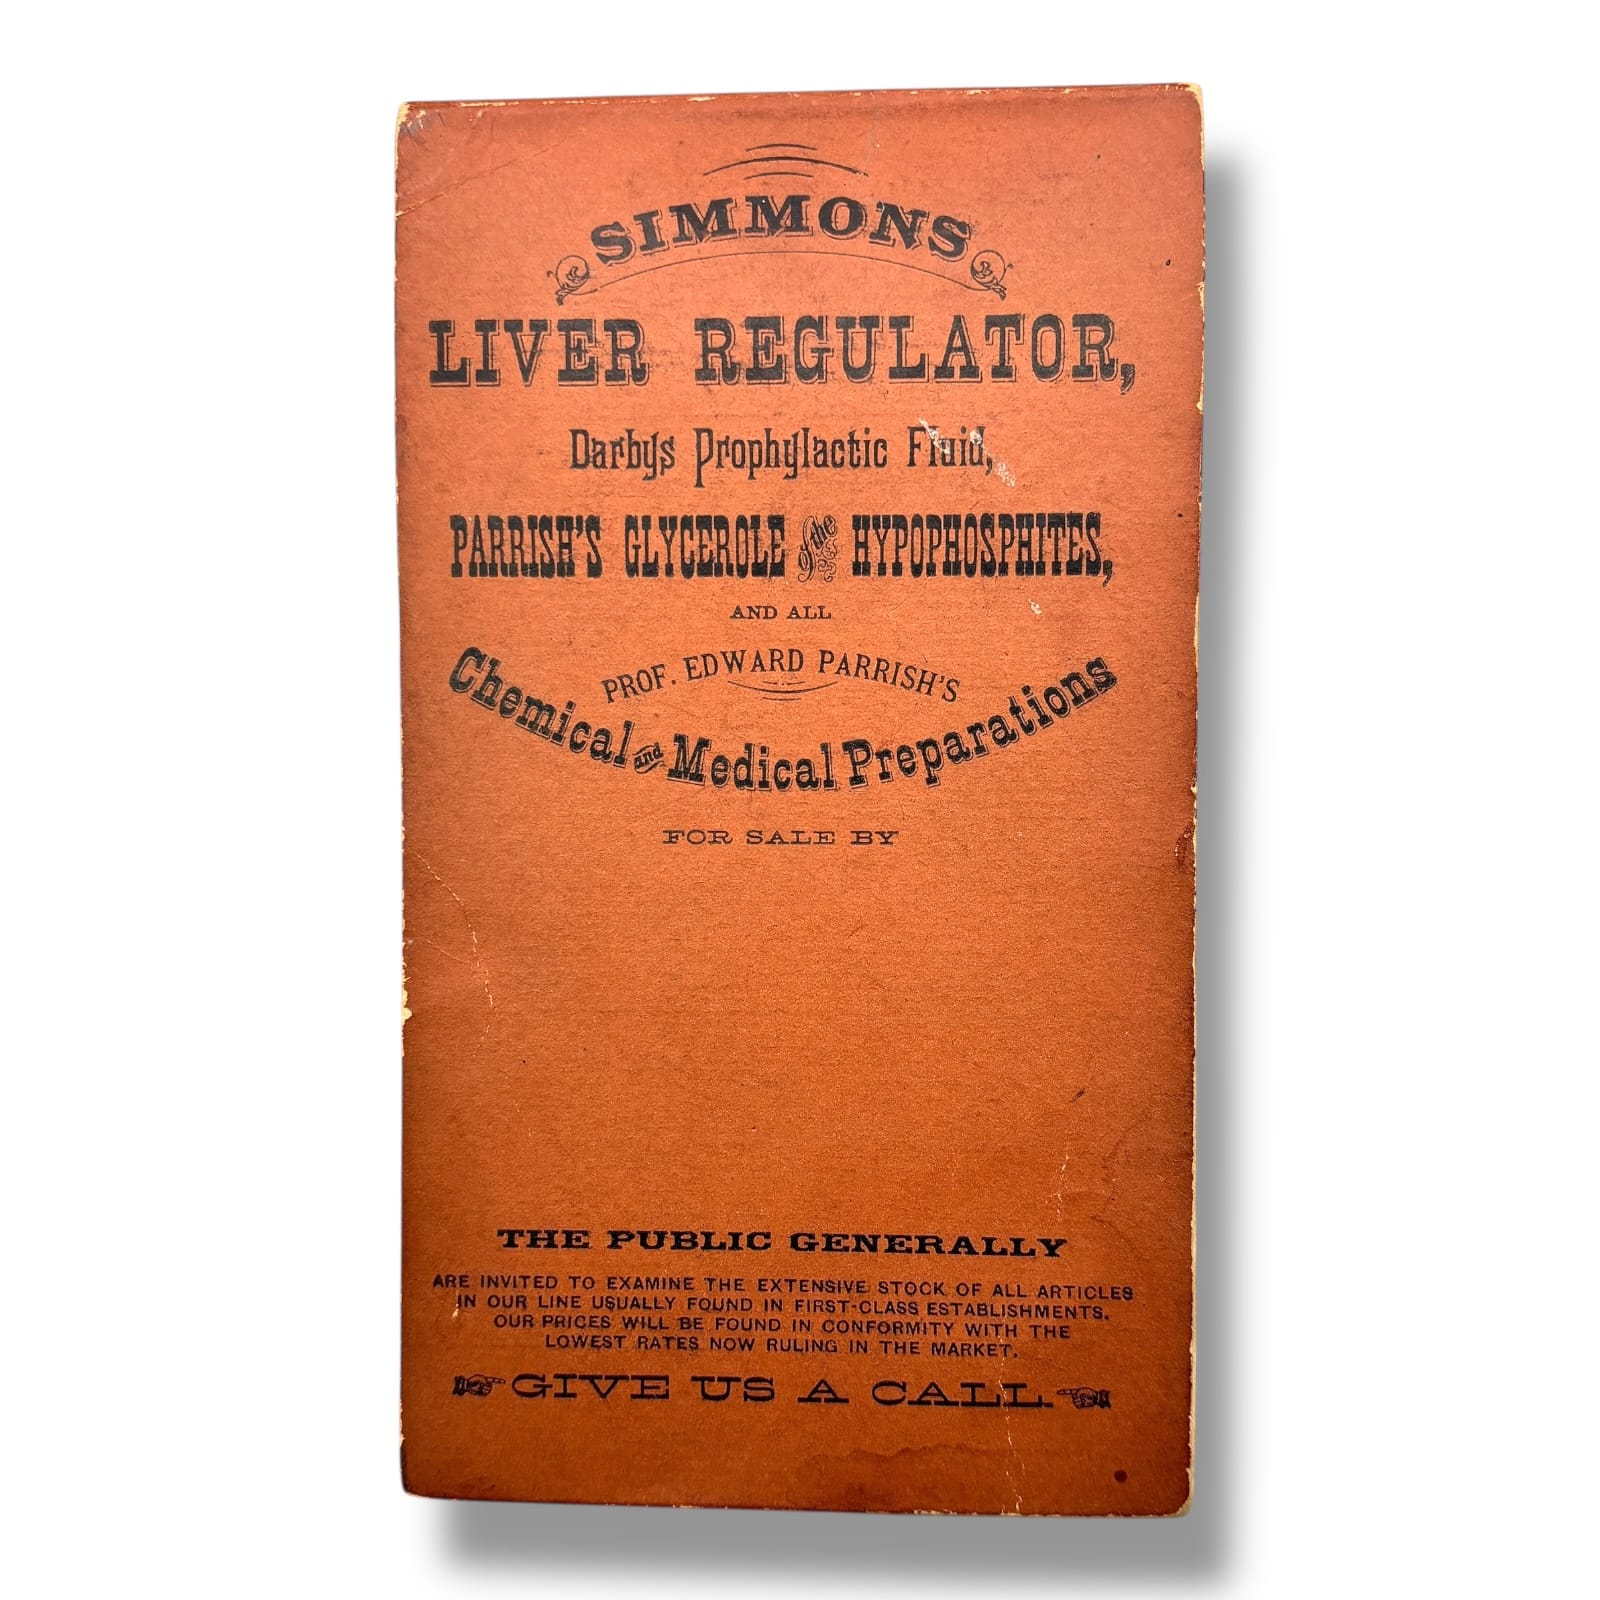 SIMMONS
LIVER REGULATOR,
Darbys Prophylactic Fluid,
PARRISH'S GLYCEROLE of the HYPOPHOSPHITES,
AND ALL
PROF. EDWARD PARRISH'S
Chemical and Medical Preparations
FOR SALE BY
THE PUBLIC GENERALLY
ARE INVITED TO EXAMINE THE EXTENSIVE STOCK OF ALL ARTICLES
IN OUR LINE USUALLY FOUND IN FIRST-CLASS ESTABLISHMENTS.
OUR PRICES WILL BE FOUND IN CONFORMITY WITH THE
LOWEST RATES NOW RULING IN THE MARKET.
GIVE US A CALL.